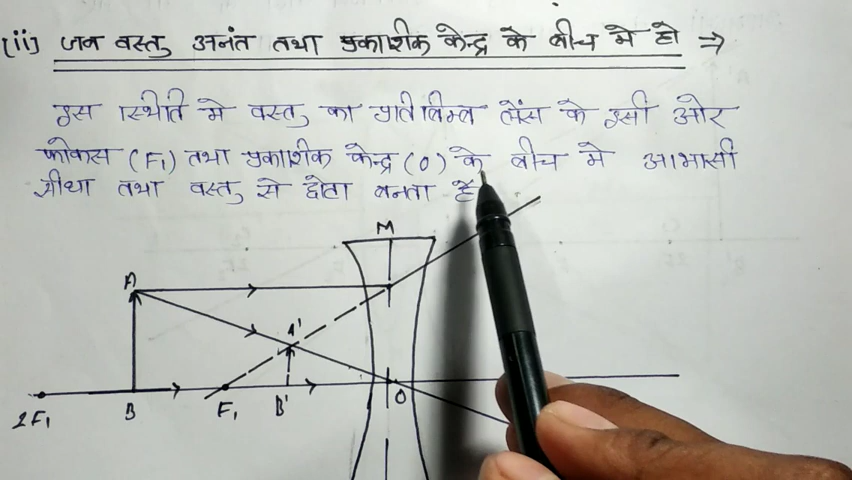 (ii) जब वस्तु अनंत तथा प्रकाशीक केन्द्र के बीच मे हो ⇒
इस स्थिति मे वस्तु का प्रतिबिम्ब लेंस के इसी ओर
फोकस (F₁) तथा प्रकाशीक केन्द्र (O) के बीच मे आभासी
सीधा तथा वस्तु से छोटा बनता है
M
A
A'
2F₁ B F₁ B' O